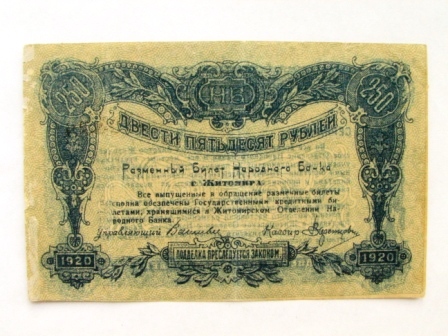 250 250
ДВЕСТИ ПЯТЬДЕСЯТ РУБЛЕЙ
Разменный Билет Народного Банка
г. Житомира.
Все выпущенные в обращение разменные билеты
сполна обеспечены Государственными кредитными би-
летами, хранящимися в Житомирском Отделении На-
родного Банка.
Управляющий Кассир
1920 1920
ПОДДЕЛКА ПРЕСЛЕДУЕТСЯ ЗАКОНОМ.